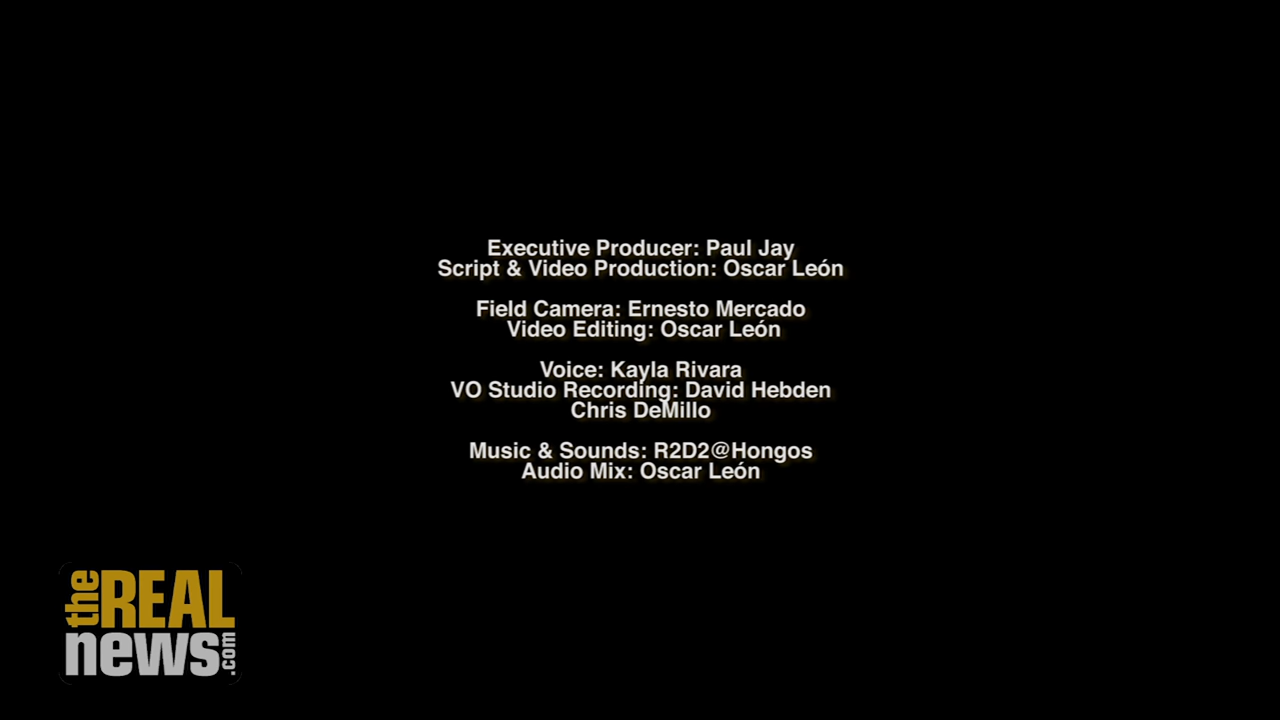 Executive Producer: Paul Jay
Script & Video Production: Oscar León
Field Camera: Ernesto Mercado
Video Editing: Oscar León
Voice: Kayla Rivara
VO Studio Recording: David Hebden
Chris DeMillo
Music & Sounds: R2D2@Hongos
Audio Mix: Oscar León
the REAL
news.com